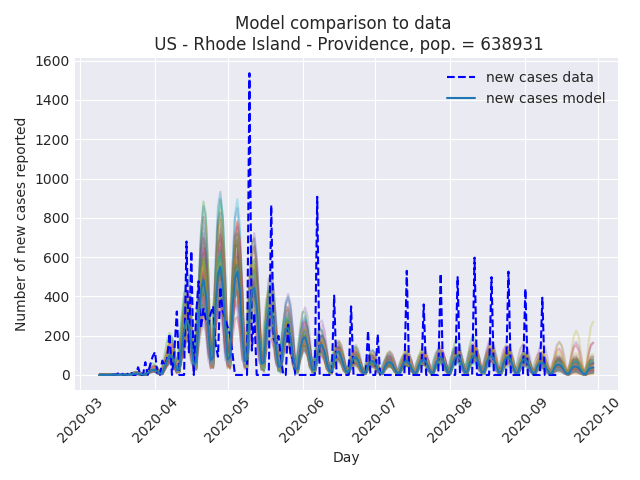 Model comparison to data
US - Rhode Island - Providence, pop. = 638931
Number of new cases reported
1600
1400
1200
1000
800
600
400
200
0
new cases data
new cases model
2020-03
2020-04
2020-05
2020-06
2020-07
2020-08
2020-09
2020-10
Day